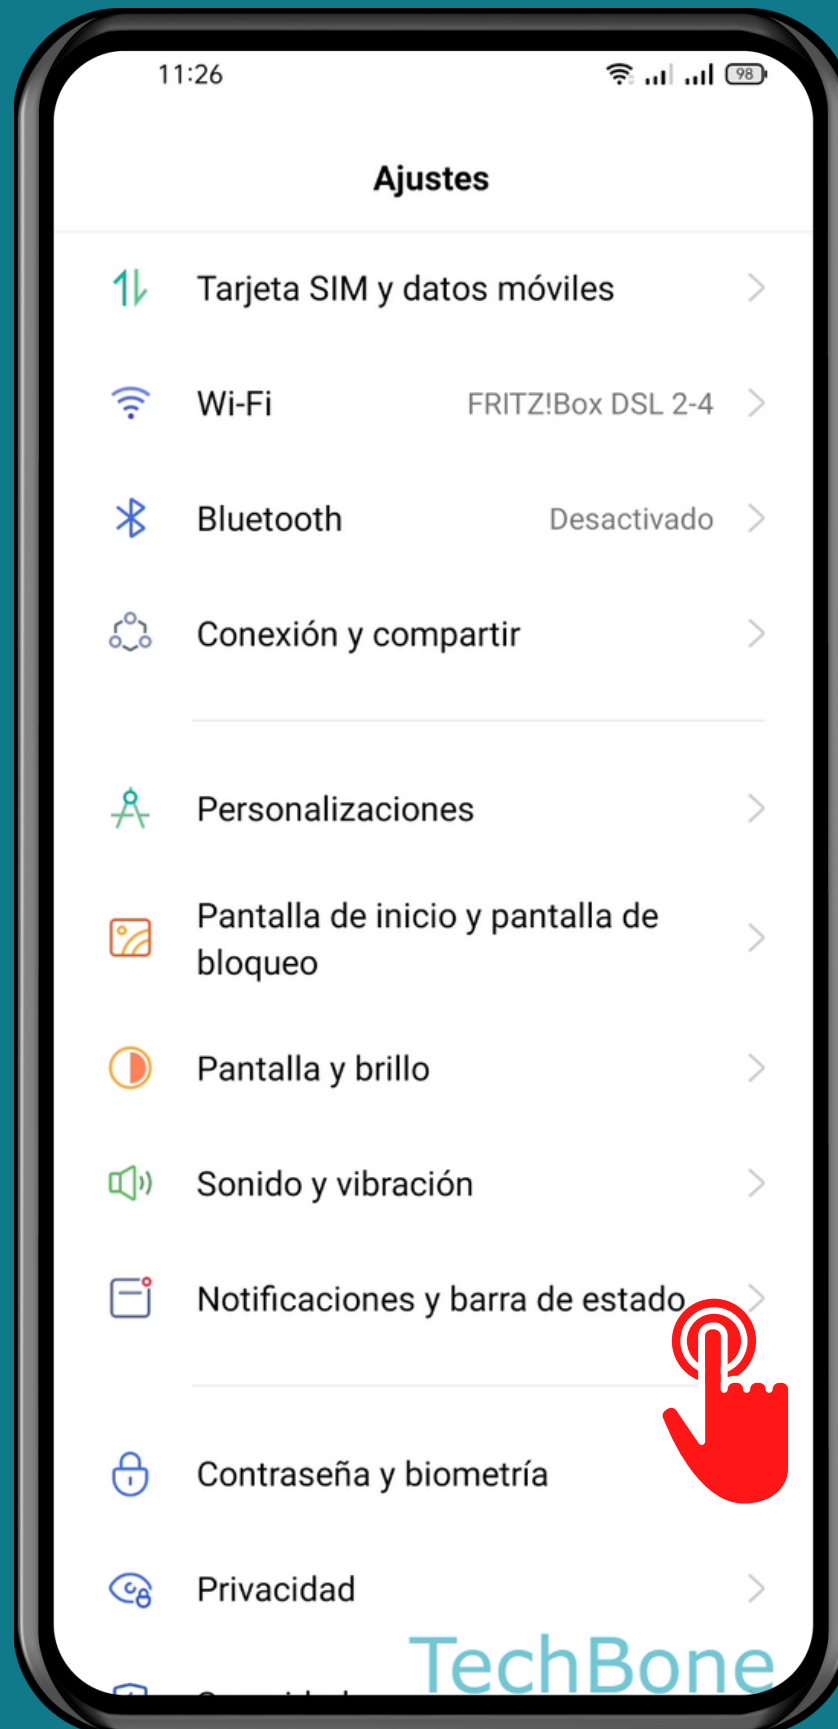 11:26
98
Ajustes
Tarjeta SIM y datos móviles
Wi-Fi FRITZ!Box DSL 2-4
Bluetooth Desactivado
Conexión y compartir
Personalizaciones
Pantalla de inicio y pantalla de
bloqueo
Pantalla y brillo
Sonido y vibración
Notificaciones y barra de estado
Contraseña y biometría
Privacidad
TechBone